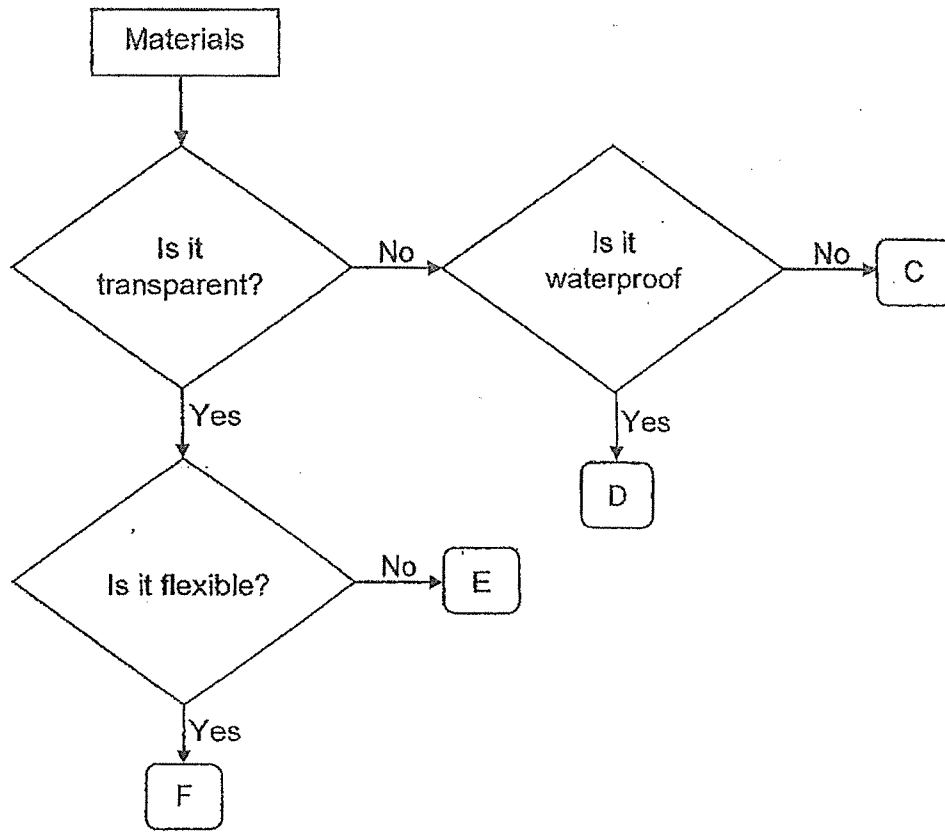 Materials
Is it
transparent?
No
Is it
waterproof
No
C
Yes
Yes
D
Is it flexible?
No
E
Yes
F